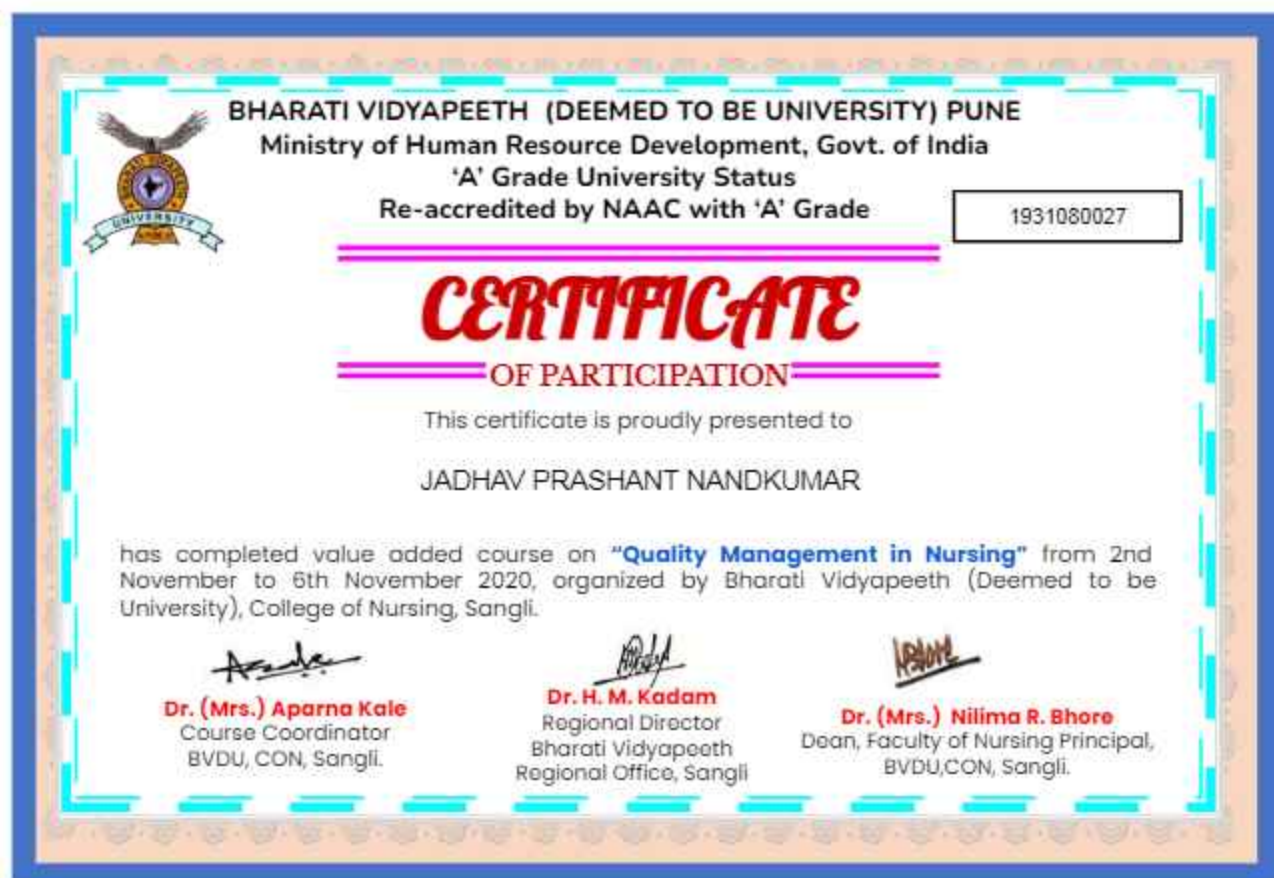 BHARATI VIDYAPEETH (DEEMED TO BE UNIVERSITY) PUNE
Ministry of Human Resource Development, Govt. of India
‘A’ Grade University Status
Re-accredited by NAAC with ‘A’ Grade
1931080027
BHARATI VIDYAPEETH
UNIVERSITY
CERTIFICATE
OF PARTICIPATION
This certificate is proudly presented to
JADHAV PRASHANT NANDKUMAR
has completed value added course on “Quality Management in Nursing” from 2nd
November to 6th November 2020, organized by Bharati Vidyapeeth (Deemed to be
University), College of Nursing, Sangli.
Dr. (Mrs.) Aparna Kale
Course Coordinator
BVDU, CON, Sangli.
Dr. H. M. Kadam
Regional Director
Bharati Vidyapeeth
Regional Office, Sangli
Dr. (Mrs.) Nilima R. Bhore
Dean, Faculty of Nursing Principal,
BVDU,CON, Sangli.